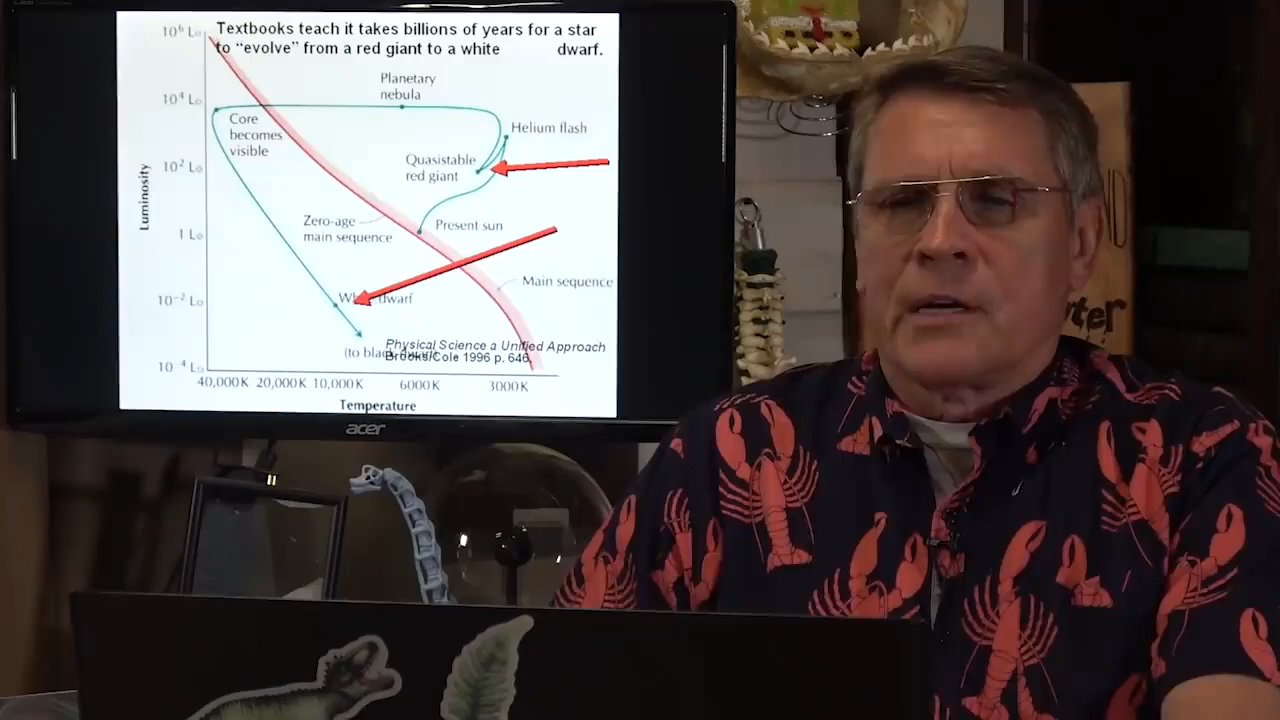 Textbooks teach it takes billions of years for a star
to "evolve" from a red giant to a white dwarf.
10⁶ L⊙
10⁴ L⊙
10² L⊙
1 L⊙
10⁻² L⊙
10⁻⁴ L⊙
Luminosity
Planetary
nebula
Core
becomes
visible
Helium flash
Quasistable
red giant
Zero-age
main sequence
Present sun
Main sequence
dwarf
(to
Physical Science a Unified Approach
Brooks/Cole 1996 p. 646
40,000K 20,000K 10,000K 6000K 3000K
Temperature
acer